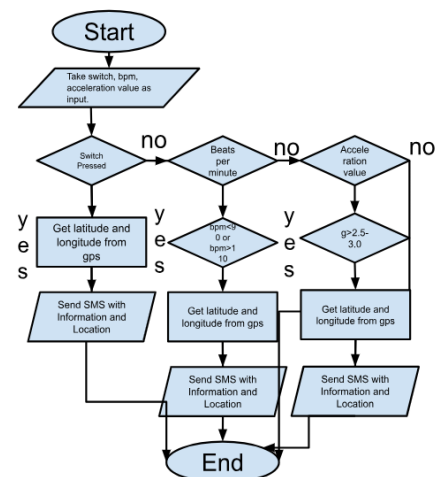 Start
Take switch, bpm,
acceleration value as
input.
Switch
Pressed
no
Beats
per
minute
no
Accele
ration
value
no
y
e
s
Get latitude and
longitude from
gps
y
e
s
bpm<9
0 or
bpm>1
10
y
e
s
g>2.5-
3.0
Send SMS with
Information and
Location
Get latitude and
longitude from gps
Get latitude and
longitude from gps
Send SMS with
Information and
Location
Send SMS with
Information and
Location
End